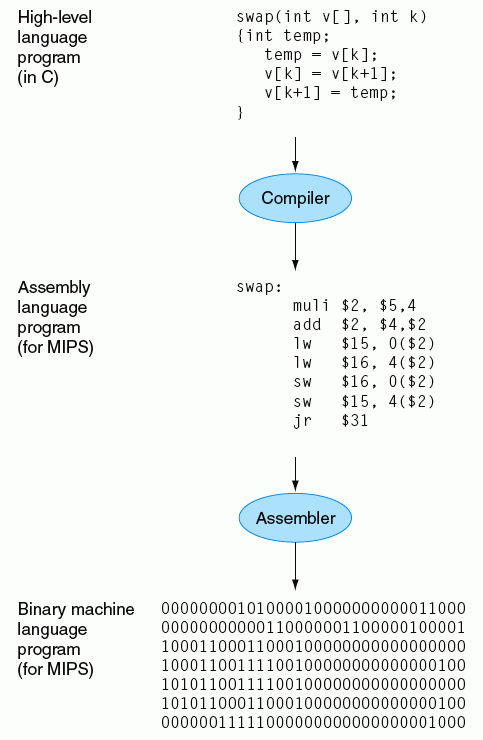 High-level
language
program
(in C)
swap(int v[], int k)
{int temp;
temp = v[k];
v[k] = v[k+1];
v[k+1] = temp;
}
Compiler
Assembly
language
program
(for MIPS)
swap:
muli $2, $5,4
add $2, $4,$2
lw $15, 0($2)
lw $16, 4($2)
sw $16, 0($2)
sw $15, 4($2)
jr $31
Assembler
Binary machine
language
program
(for MIPS)
00000000101000010000000000011000
00000000000110000001100000100001
10001100011000100000000000000000
10001100111100100000000000000100
10101100111100100000000000000000
10101100011000100000000000000100
00000011111000000000000000001000